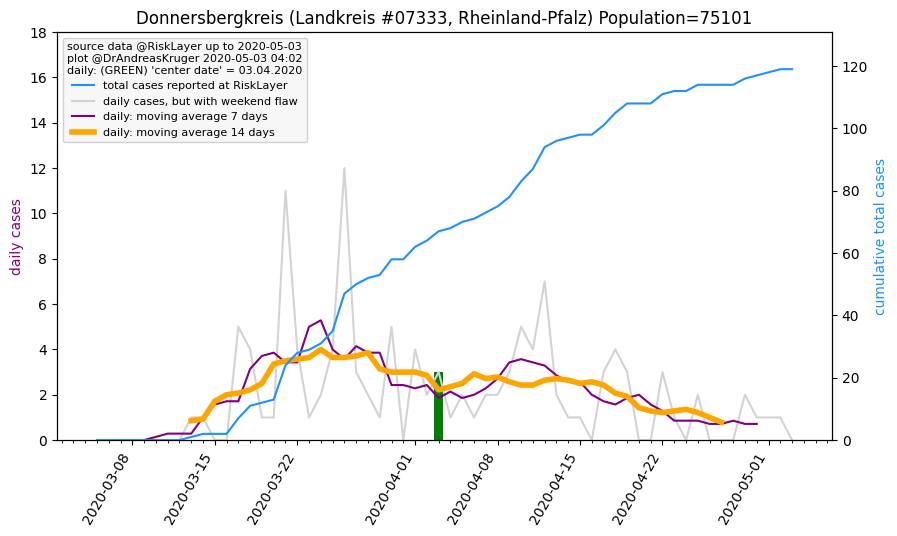 Donnersbergkreis (Landkreis #07333, Rheinland-Pfalz) Population=75101
source data @RiskLayer up to 2020-05-03
plot @DrAndreasKruger 2020-05-03 04:02
daily: (GREEN) 'center date' = 03.04.2020
total cases reported at RiskLayer
daily cases, but with weekend flaw
daily: moving average 7 days
daily: moving average 14 days
daily cases
18
16
14
12
10
8
6
4
2
0
120
100
80
60
40
20
0
cumulative total cases
2020-03-08
2020-03-15
2020-03-22
2020-04-01
2020-04-08
2020-04-15
2020-04-22
2020-05-01